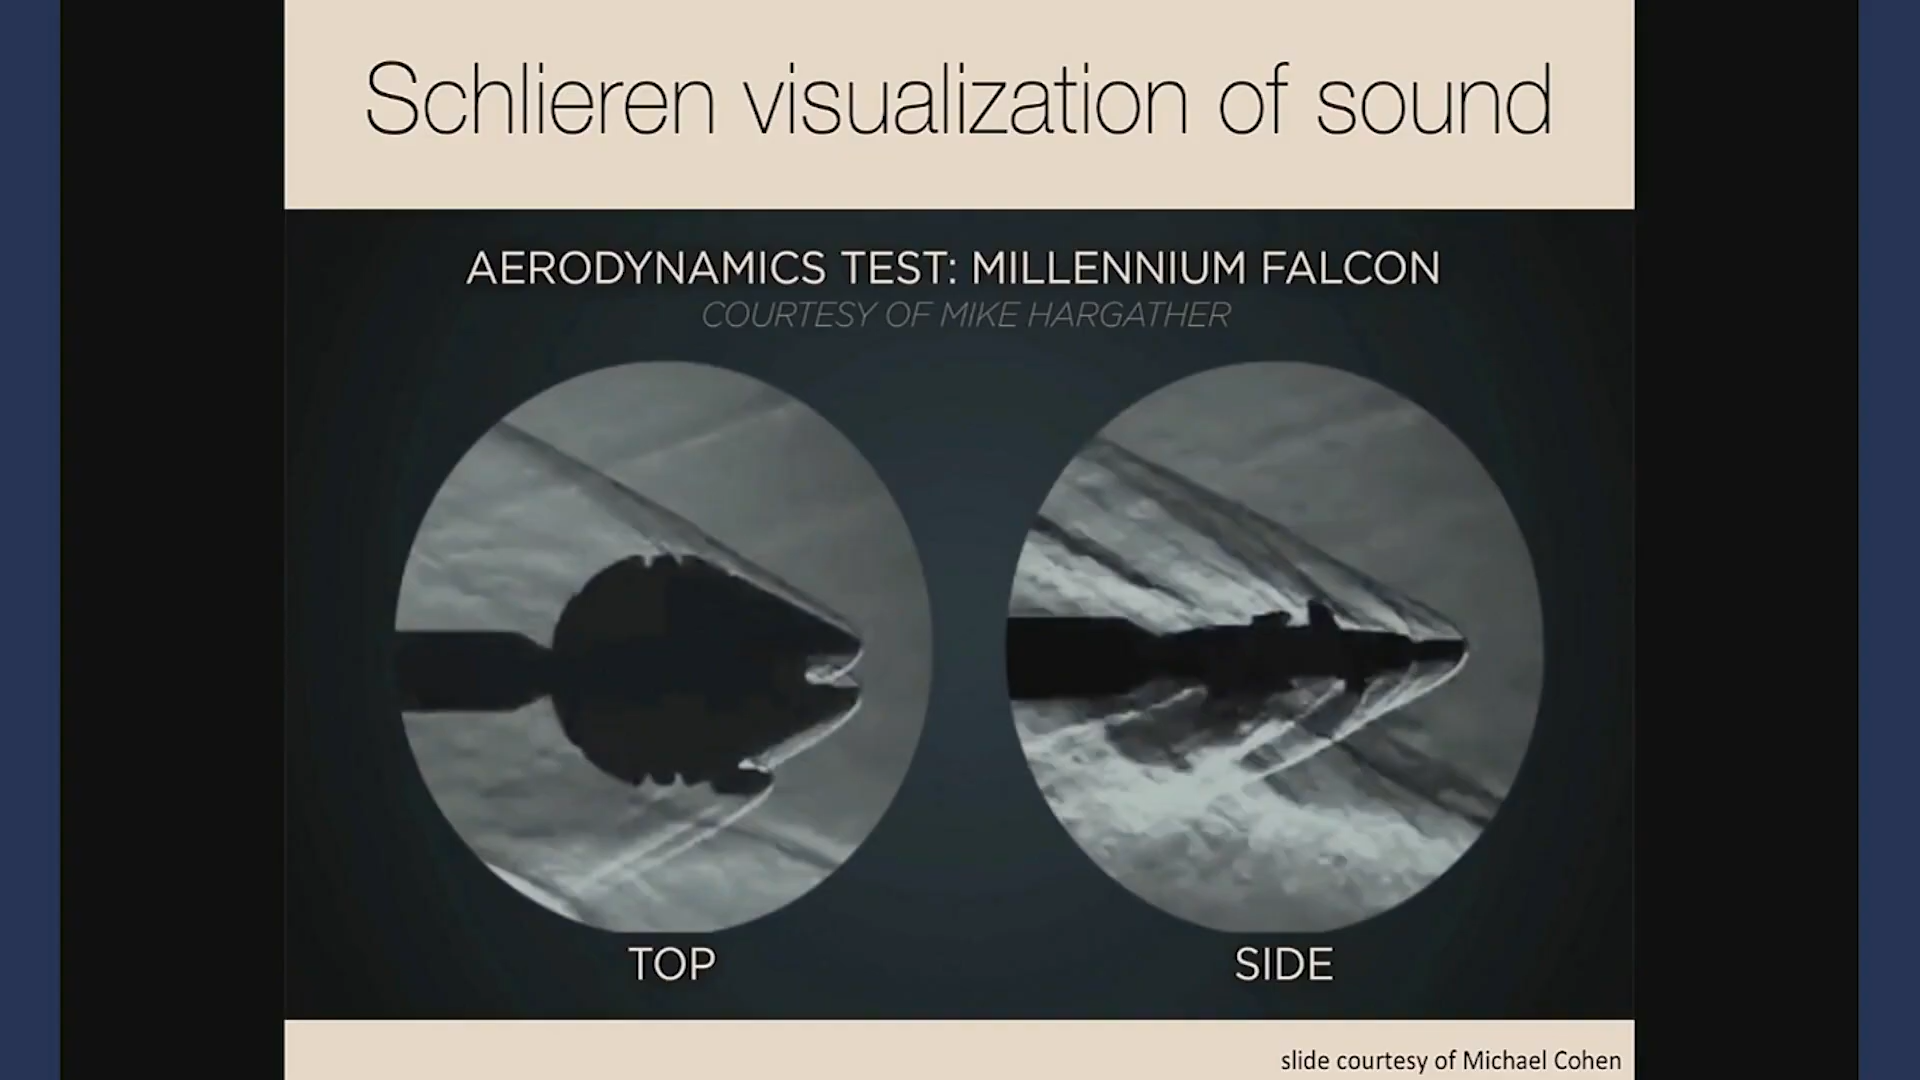 Schlieren visualization of sound
AERODYNAMICS TEST: MILLENNIUM FALCON
COURTESY OF MIKE HARGATHER
TOP
SIDE
slide courtesy of Michael Cohen